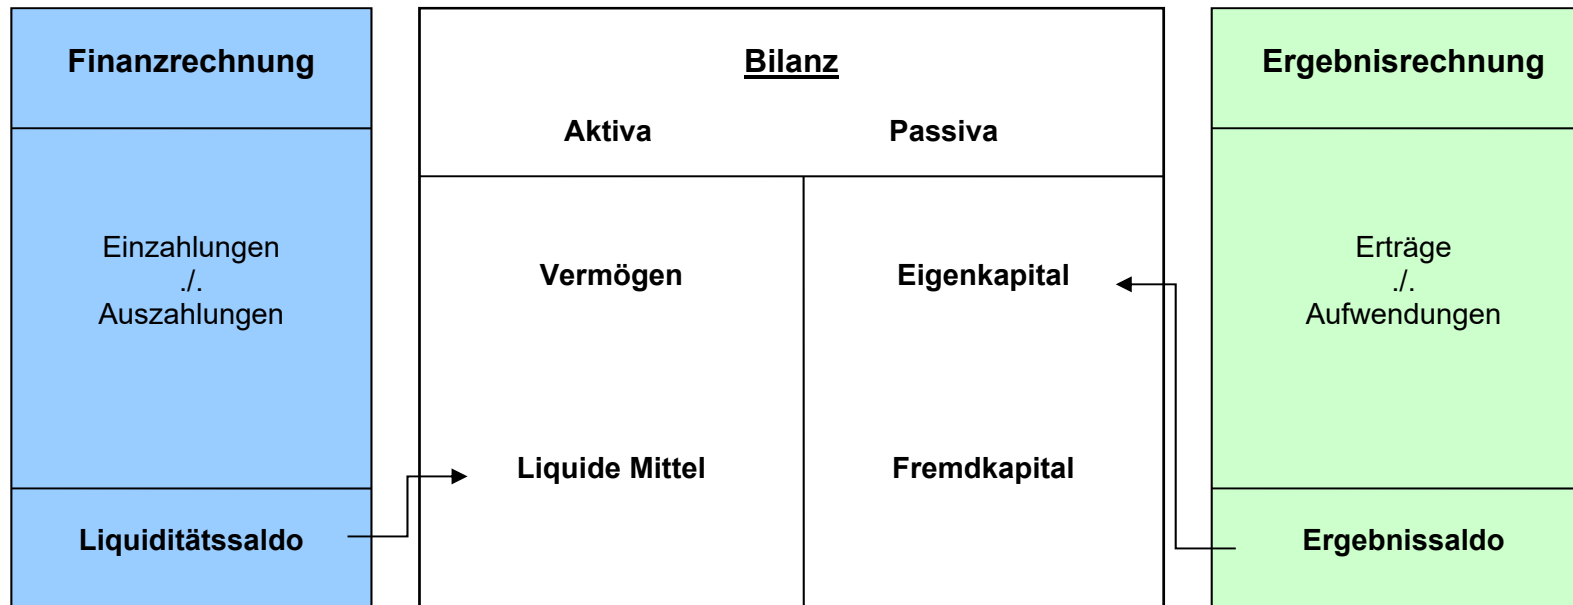 Finanzrechnung
Einzahlungen
./.
Auszahlungen
Liquiditätssaldo
Bilanz
Aktiva Passiva
Vermögen Eigenkapital
Liquide Mittel Fremdkapital
Ergebnisrechnung
Erträge
./.
Aufwendungen
Ergebnissaldo